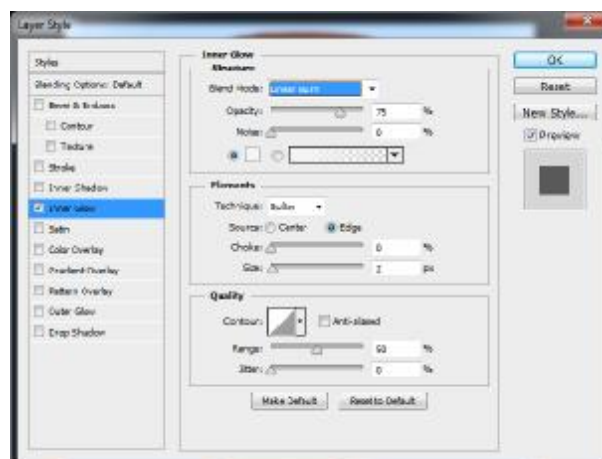 Layer Style
Styles
Blending Options: Default
Bevel & Emboss
Contour
Texture
Stroke
Inner Shadow
Inner Glow
Satin
Color Overlay
Gradient Overlay
Pattern Overlay
Outer Glow
Drop Shadow
Inner Glow
Structure
Blend Mode: Linear Burn
Opacity: 75 %
Noise: 0 %
Elements
Technique: Softer
Source: Center Edge
Choke: 0 %
Size: 2 px
Quality
Contour: Anti-aliased
Range: 50 %
Jitter: 0 %
Make Default Reset to Default
OK
Reset
New Style...
Preview